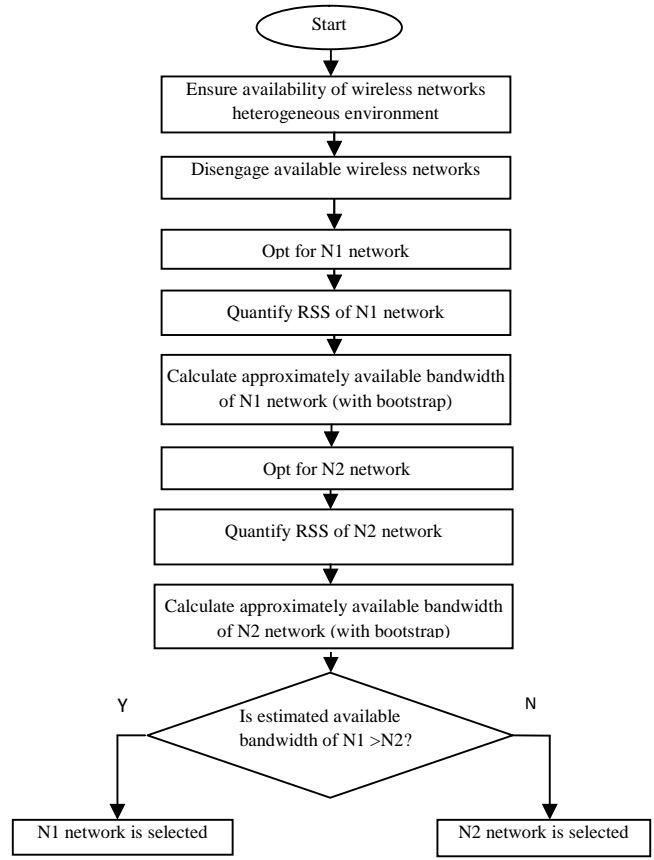 Start
Ensure availability of wireless networks
heterogeneous environment
Disengage available wireless networks
Opt for N1 network
Quantify RSS of N1 network
Calculate approximately available bandwidth
of N1 network (with bootstrap)
Opt for N2 network
Quantify RSS of N2 network
Calculate approximately available bandwidth
of N2 network (with bootstrap)
Y
N
Is estimated available
bandwidth of N1 >N2?
N1 network is selected
N2 network is selected